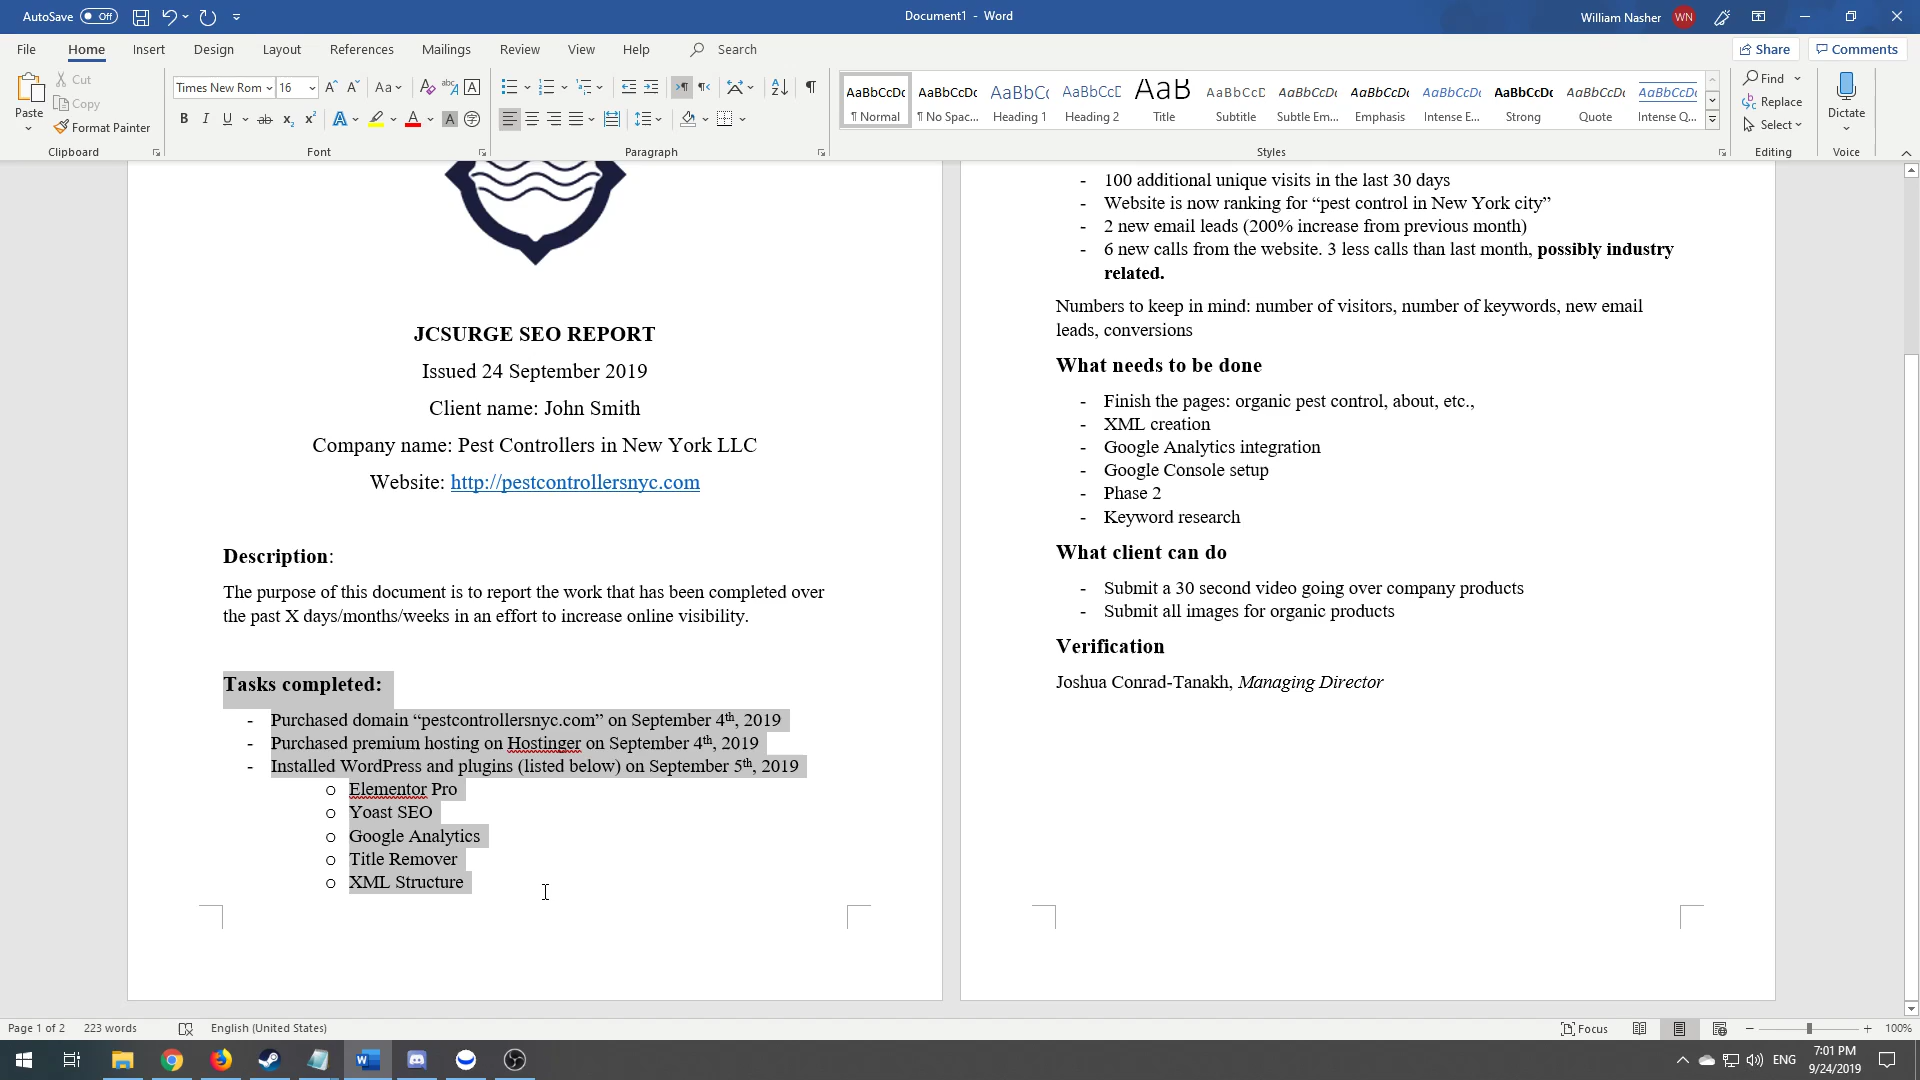 AutoSave Off
Document1 - Word
William Nasher WN
File Home Insert Design Layout References Mailings Review View Help Search
Share Comments
Paste
Cut
Copy
Format Painter
Clipboard
Times New Rom 16
Font
Paragraph
AaBbCcDc AaBbCcDc AaBbCc AaBbCcD AaB AaBbCcD AaBbCcDc AaBbCcDc AaBbCcDc AaBbCcDc AaBbCcDc AaBbCcDc
¶ Normal ¶ No Spac... Heading 1 Heading 2 Title Subtitle Subtle Em... Emphasis Intense E... Strong Quote Intense Q...
Styles
Find
Replace
Select
Editing
Dictate
Voice
JCSURGE SEO REPORT
Issued 24 September 2019
Client name: John Smith
Company name: Pest Controllers in New York LLC
Website: http://pestcontrollersnyc.com
Description:
The purpose of this document is to report the work that has been completed over
the past X days/months/weeks in an effort to increase online visibility.
Tasks completed:
- Purchased domain “pestcontrollersnyc.com” on September 4th, 2019
- Purchased premium hosting on Hostinger on September 4th, 2019
- Installed WordPress and plugins (listed below) on September 5th, 2019
o Elementor Pro
o Yoast SEO
o Google Analytics
o Title Remover
o XML Structure
- 100 additional unique visits in the last 30 days
- Website is now ranking for “pest control in New York city”
- 2 new email leads (200% increase from previous month)
- 6 new calls from the website. 3 less calls than last month, possibly industry
related.
Numbers to keep in mind: number of visitors, number of keywords, new email
leads, conversions
What needs to be done
- Finish the pages: organic pest control, about, etc.,
- XML creation
- Google Analytics integration
- Google Console setup
- Phase 2
- Keyword research
What client can do
- Submit a 30 second video going over company products
- Submit all images for organic products
Verification
Joshua Conrad-Tanakh, Managing Director
Page 1 of 2 223 words English (United States)
Focus
100%
ENG
7:01 PM
9/24/2019